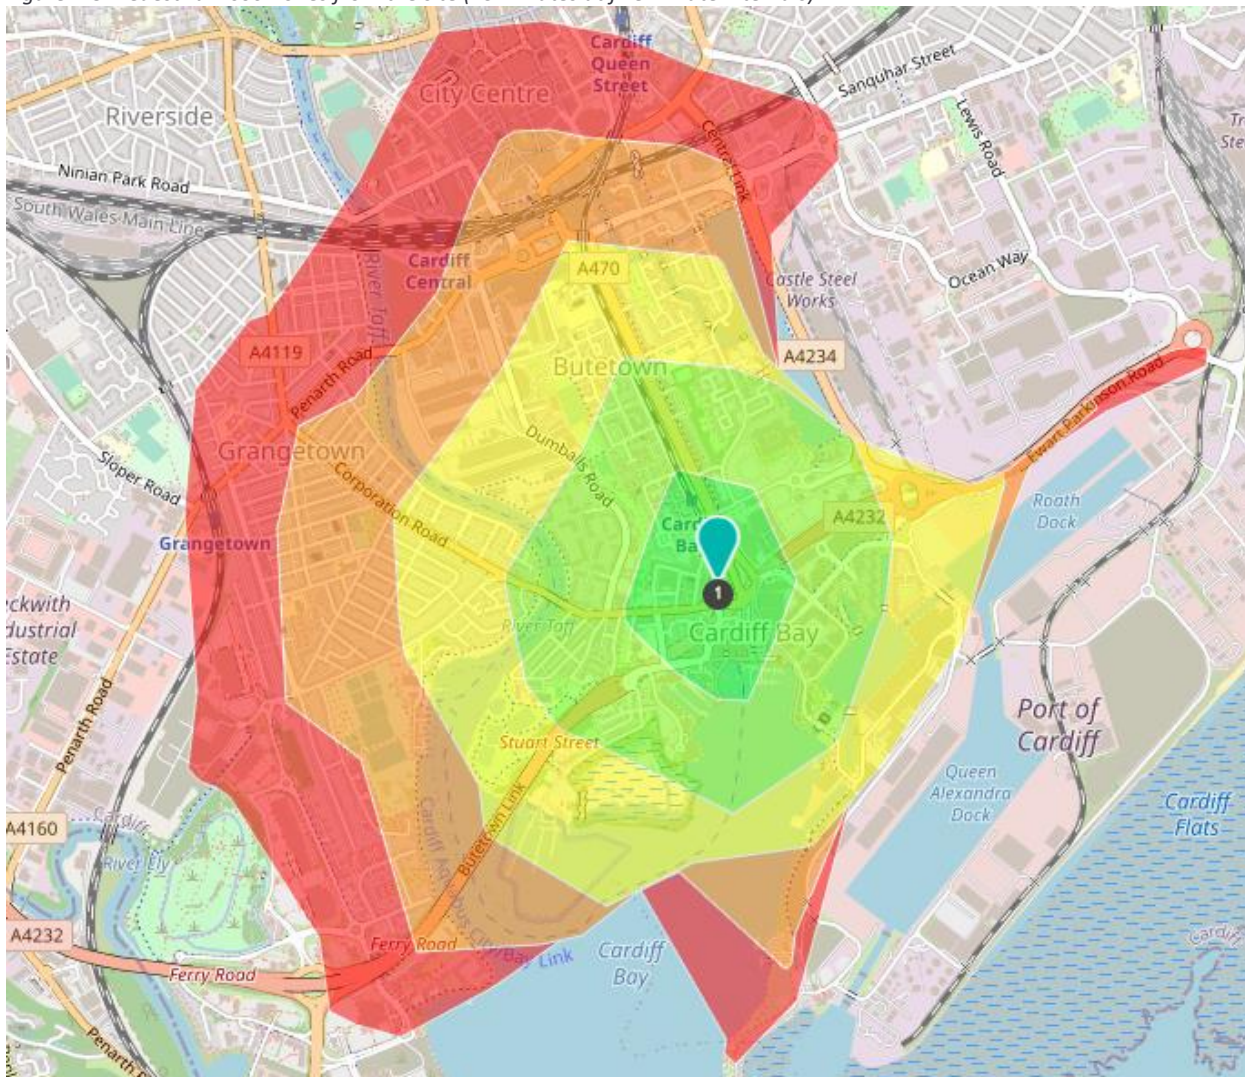 Cardiff
Queen
Street
Sanquhar Street
City Centre
Riverside
Lewis Road
Central Link
Ninian Park Road
South Wales Main Line
Cardiff
Central
River Taff
A470
Castle Steel
Works
Ocean Way
A4119
Penarth Road
A4234
Butetown
Ewart Parkinson Road
Grangetown
Dumballs Road
Sloper Road
Corporation Road
Roath
Dock
A4232
Grangetown
1
River Taff
Cardiff Bay
Penarth Road
Port of
Cardiff
Stuart Street
Queen
Alexandra
Dock
Cardiff
Flats
A4160
River Ely
Butetown Link
A4232
Ferry Road
Ferry Road
Cardiff
Bay